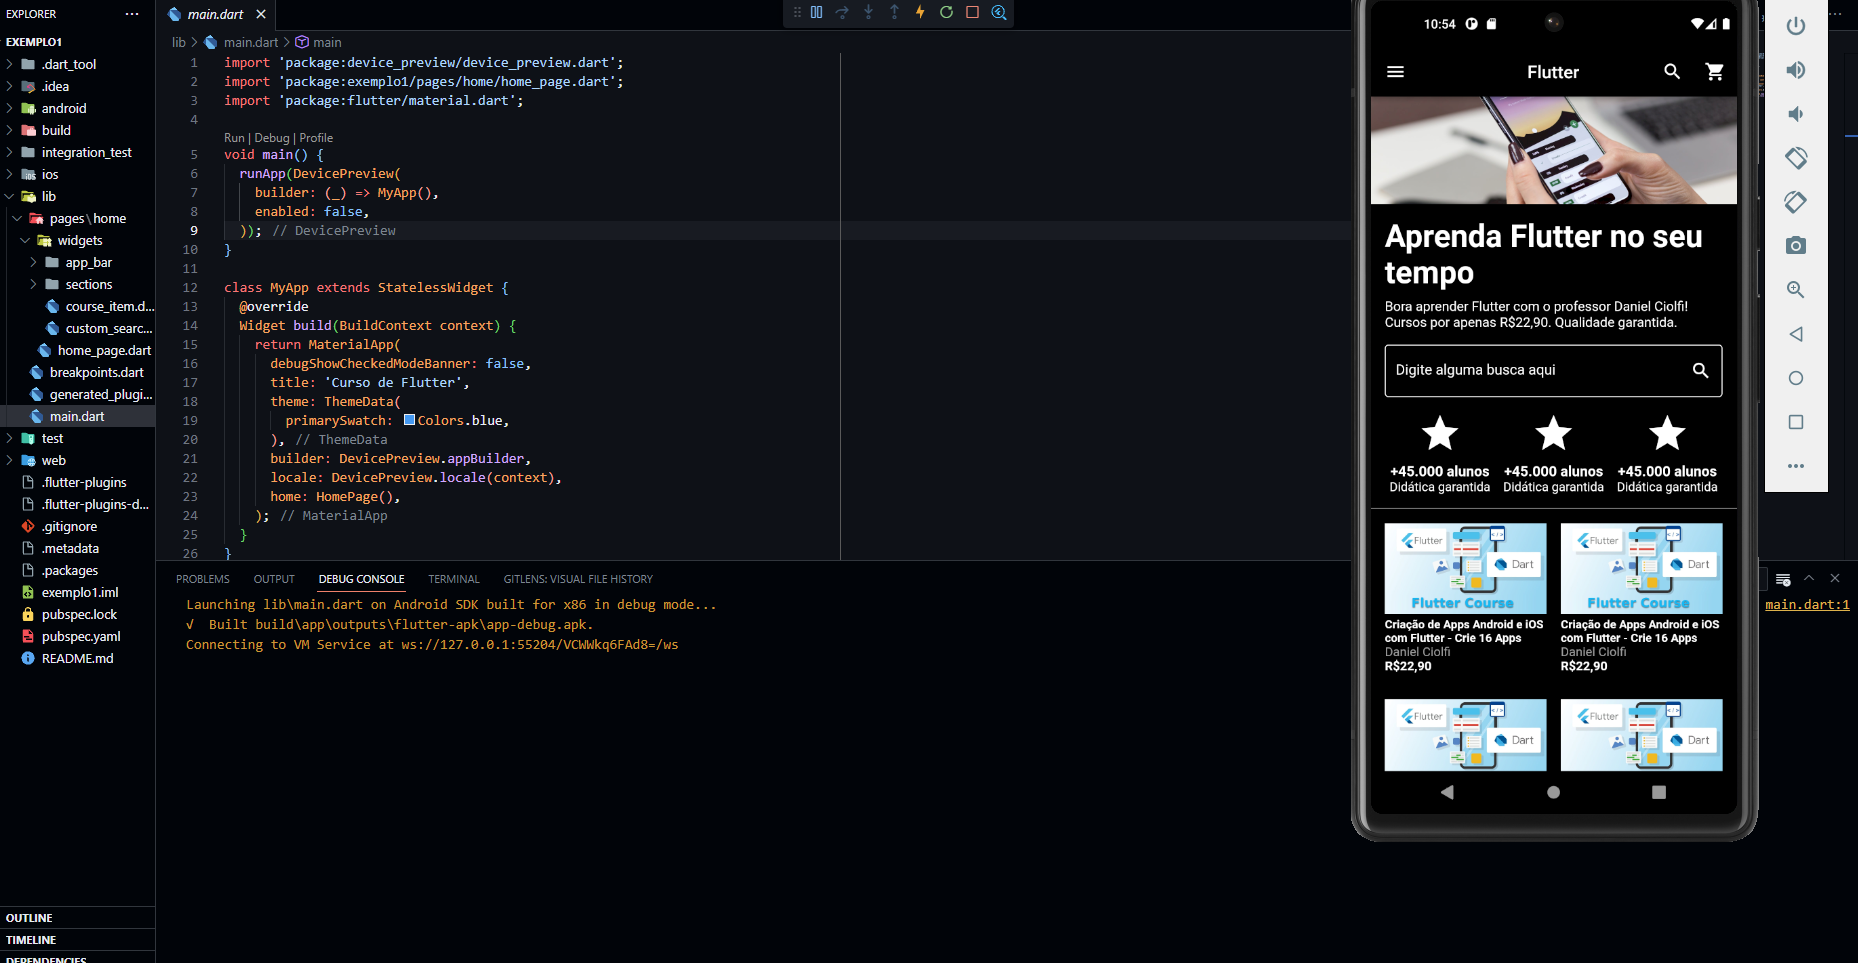 EXPLORER
EXEMPLO1
.dart_tool
.idea
android
build
integration_test
ios
lib
pages\home
widgets
app_bar
sections
course_item.d...
custom_searc...
home_page.dart
breakpoints.dart
generated_plugi...
main.dart
test
web
.flutter-plugins
.flutter-plugins-d...
.gitignore
.metadata
.packages
exemplo1.iml
pubspec.lock
pubspec.yaml
README.md
OUTLINE
TIMELINE
DEPENDENCIES
main.dart
lib > main.dart > main
1 import 'package:device_preview/device_preview.dart';
2 import 'package:exemplo1/pages/home/home_page.dart';
3 import 'package:flutter/material.dart';
4
Run | Debug | Profile
5 void main() {
6 runApp(DevicePreview(
7 builder: (_) => MyApp(),
8 enabled: false,
9 )); // DevicePreview
10 }
11
12 class MyApp extends StatelessWidget {
13 @override
14 Widget build(BuildContext context) {
15 return MaterialApp(
16 debugShowCheckedModeBanner: false,
17 title: 'Curso de Flutter',
18 theme: ThemeData(
19 primarySwatch: Colors.blue,
20 ), // ThemeData
21 builder: DevicePreview.appBuilder,
22 locale: DevicePreview.locale(context),
23 home: HomePage(),
24 ); // MaterialApp
25 }
26 }
PROBLEMS OUTPUT DEBUG CONSOLE TERMINAL GITLENS: VISUAL FILE HISTORY
Launching lib\main.dart on Android SDK built for x86 in debug mode...
√ Built build\app\outputs\flutter-apk\app-debug.apk.
Connecting to VM Service at ws://127.0.0.1:55204/VCWWkq6FAd8=/ws
main.dart:1
10:54
Flutter
Aprenda Flutter no seu
tempo
Bora aprender Flutter com o professor Daniel Ciolfi!
Cursos por apenas R$22,90. Qualidade garantida.
Digite alguma busca aqui
+45.000 alunos +45.000 alunos +45.000 alunos
Didática garantida Didática garantida Didática garantida
Flutter
Dart
Flutter Course
Criação de Apps Android e iOS
com Flutter - Crie 16 Apps
Daniel Ciolfi
R$22,90
Flutter
Dart
Flutter Course
Criação de Apps Android e iOS
com Flutter - Crie 16 Apps
Daniel Ciolfi
R$22,90
Flutter
Dart
Flutter
Dart